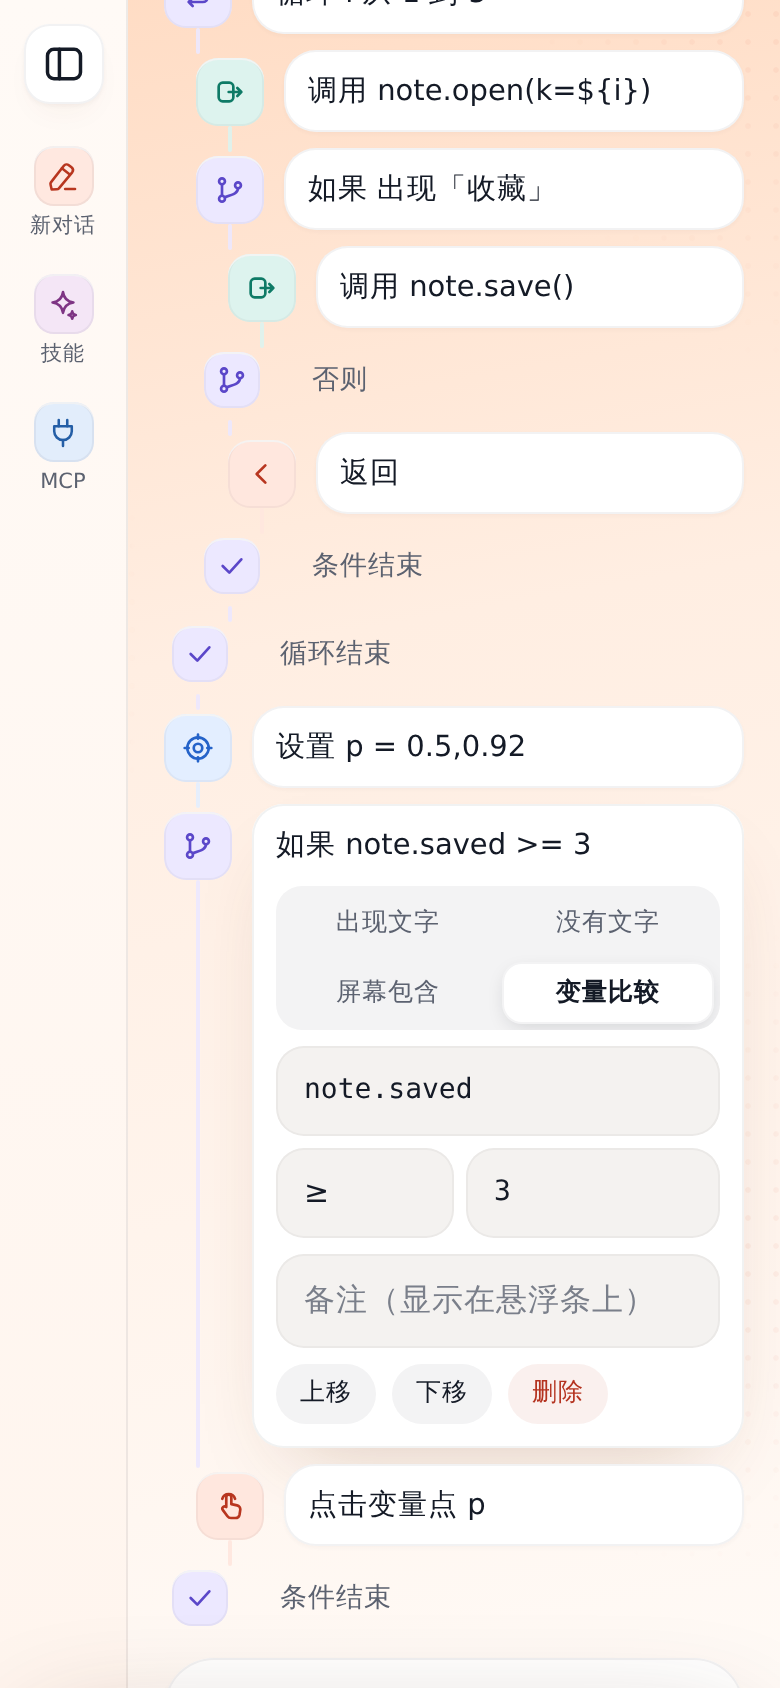 新对话
技能
MCP
调用 note.open(k=${i})
如果 出现「收藏」
调用 note.save()
否则
返回
条件结束
循环结束
设置 p = 0.5,0.92
如果 note.saved >= 3
出现文字 没有文字
屏幕包含 变量比较
note.saved
≥ 3
备注（显示在悬浮条上）
上移 下移 删除
点击变量点 p
条件结束